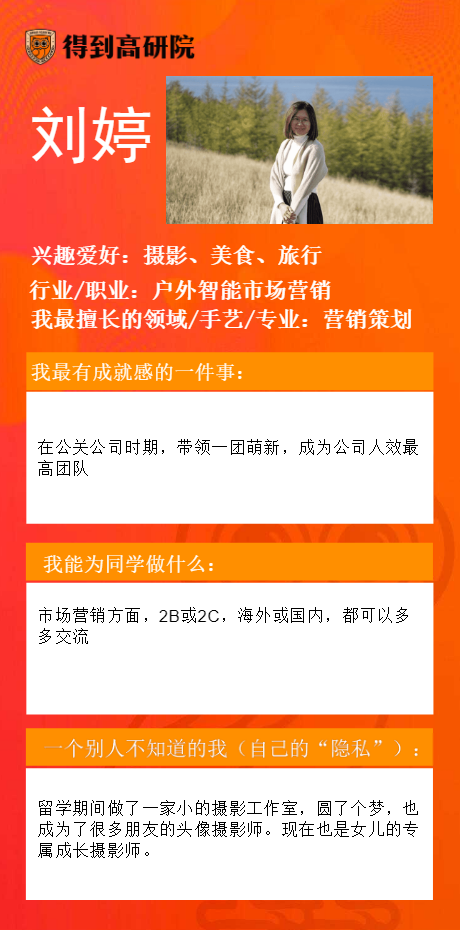 得到高研院
刘婷
兴趣爱好：摄影、美食、旅行
行业/职业：户外智能市场营销
我最擅长的领域/手艺/专业：营销策划
我最有成就感的一件事：
在公关公司时期，带领一团萌新，成为公司人效最
高团队
我能为同学做什么：
市场营销方面，2B或2C，海外或国内，都可以多
多交流
一个别人不知道的我（自己的“隐私”）：
留学期间做了一家小的摄影工作室，圆了个梦，也
成为了很多朋友的头像摄影师。现在也是女儿的专
属成长摄影师。